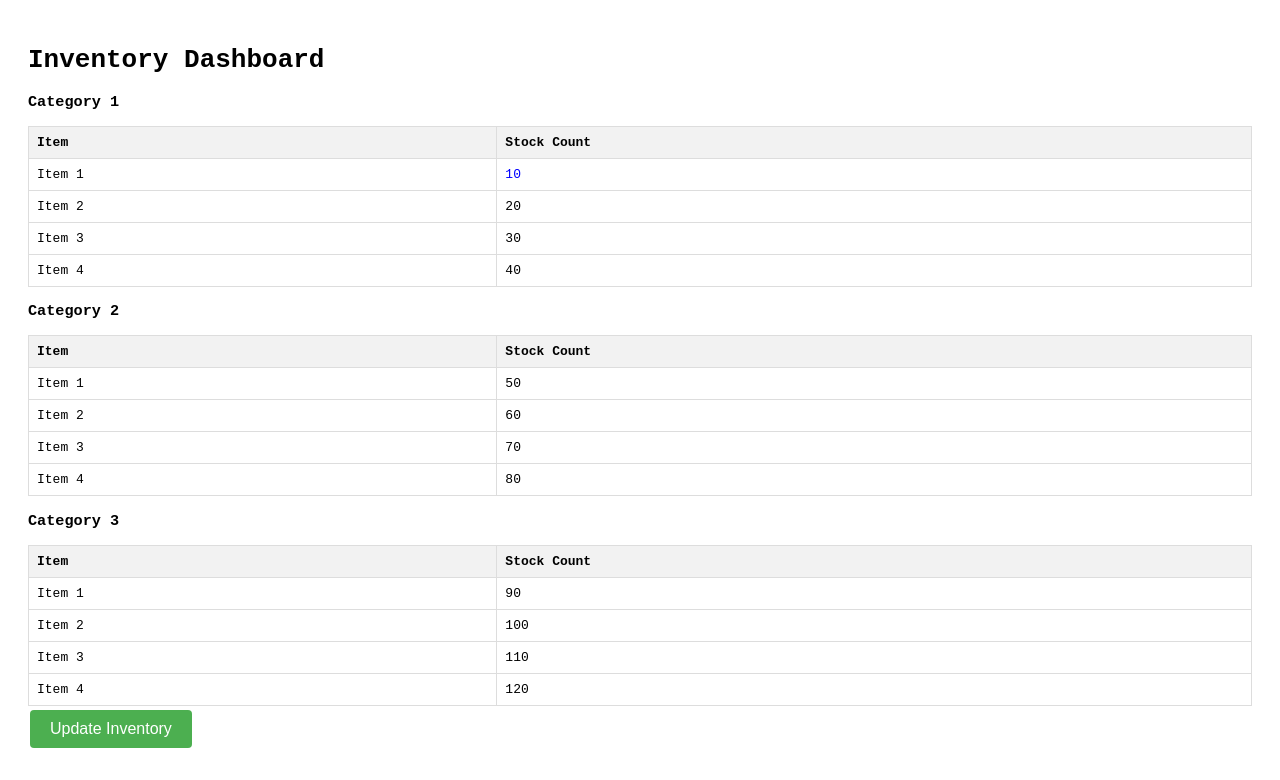 Inventory Dashboard
Category 1
Item Stock Count
Item 1 10
Item 2 20
Item 3 30
Item 4 40
Category 2
Item Stock Count
Item 1 50
Item 2 60
Item 3 70
Item 4 80
Category 3
Item Stock Count
Item 1 90
Item 2 100
Item 3 110
Item 4 120
Update Inventory